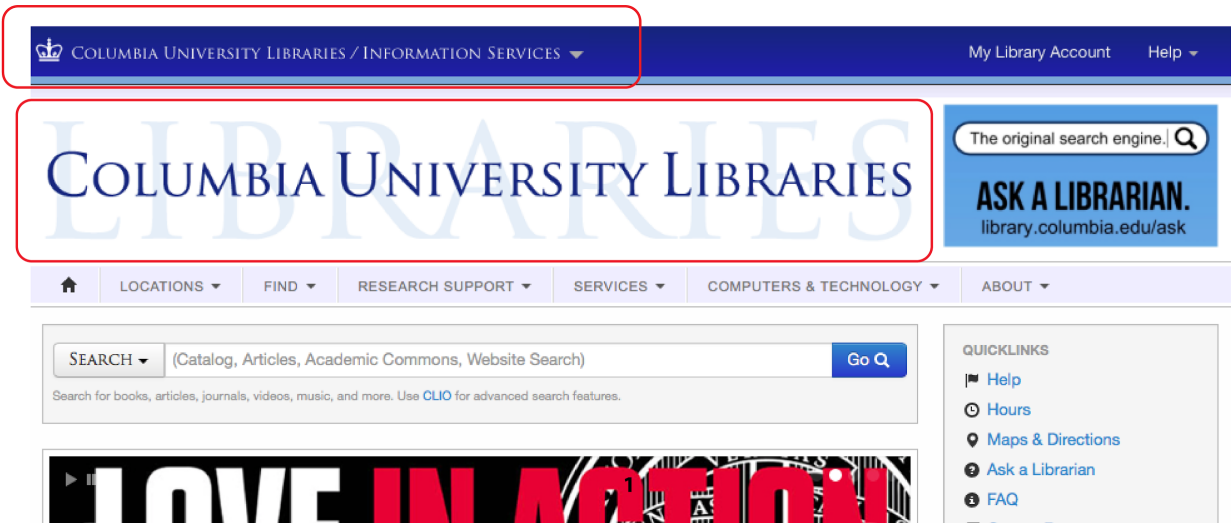 COLUMBIA UNIVERSITY LIBRARIES / INFORMATION SERVICES
My Library Account Help
LIBRARIES
COLUMBIA UNIVERSITY LIBRARIES
The original search engine.
ASK A LIBRARIAN.
library.columbia.edu/ask
LOCATIONS FIND RESEARCH SUPPORT SERVICES COMPUTERS & TECHNOLOGY ABOUT
SEARCH (Catalog, Articles, Academic Commons, Website Search) Go
Search for books, articles, journals, videos, music, and more. Use CLIO for advanced search features.
QUICKLINKS
Help
Hours
Maps & Directions
Ask a Librarian
FAQ
LOVE IN ACTION
1